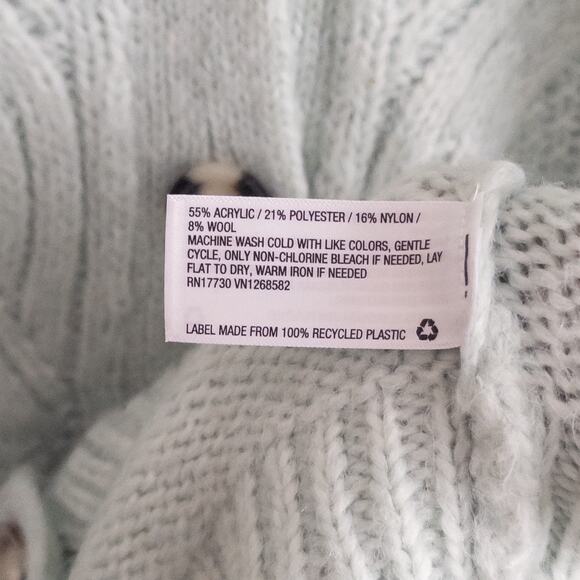 55% ACRYLIC / 21% POLYESTER / 16% NYLON /
8% WOOL
MACHINE WASH COLD WITH LIKE COLORS, GENTLE
CYCLE, ONLY NON-CHLORINE BLEACH IF NEEDED, LAY
FLAT TO DRY, WARM IRON IF NEEDED
RN17730 VN1268582
LABEL MADE FROM 100% RECYCLED PLASTIC